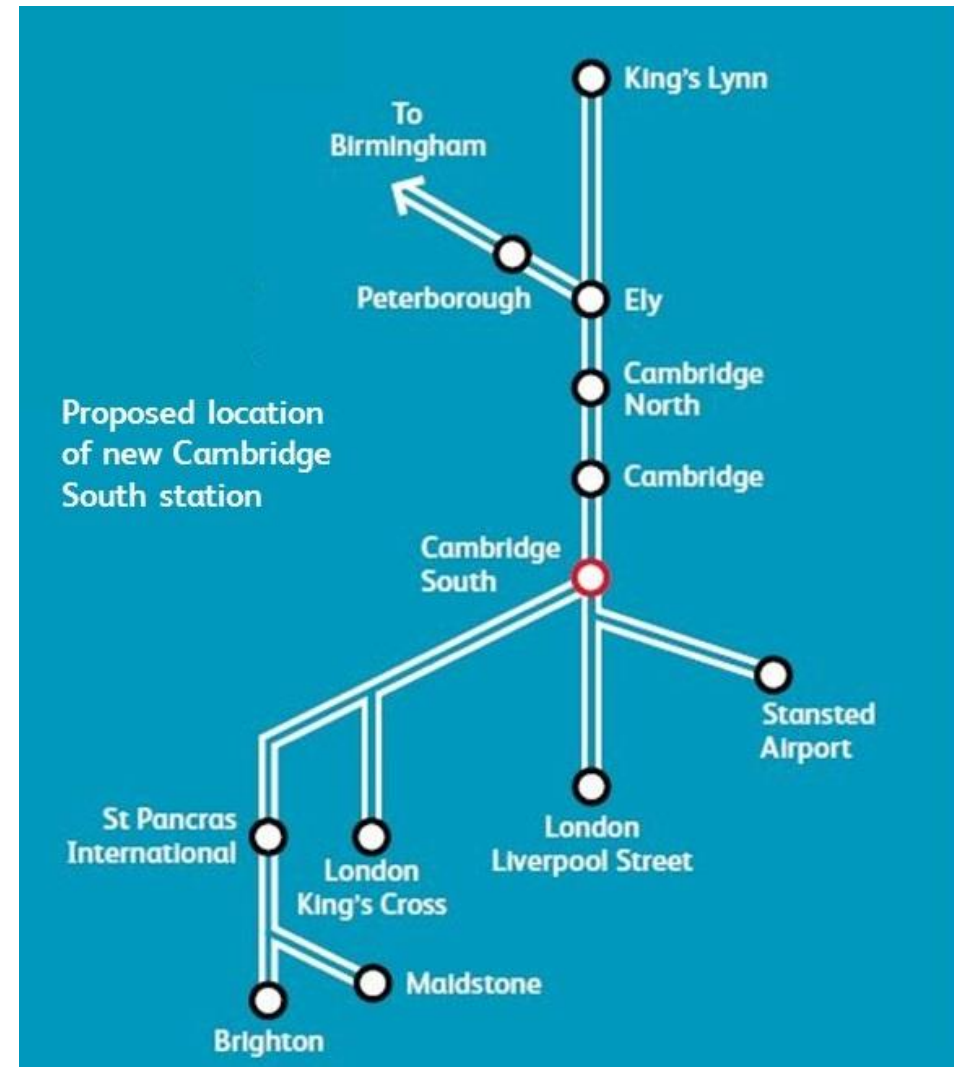 King's Lynn
To
Birmingham
Peterborough
Ely
Cambridge
North
Proposed location
of new Cambridge
South station
Cambridge
Cambridge
South
Stansted
Airport
St Pancras
International
London
King's Cross
London
Liverpool Street
Maidstone
Brighton